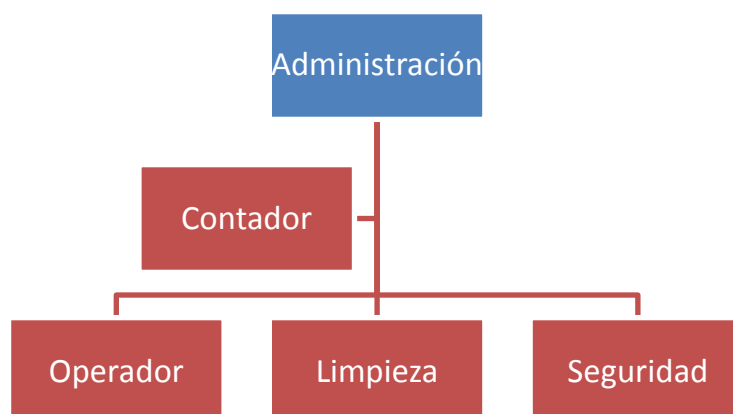 Administración
Contador
Operador
Limpieza
Seguridad